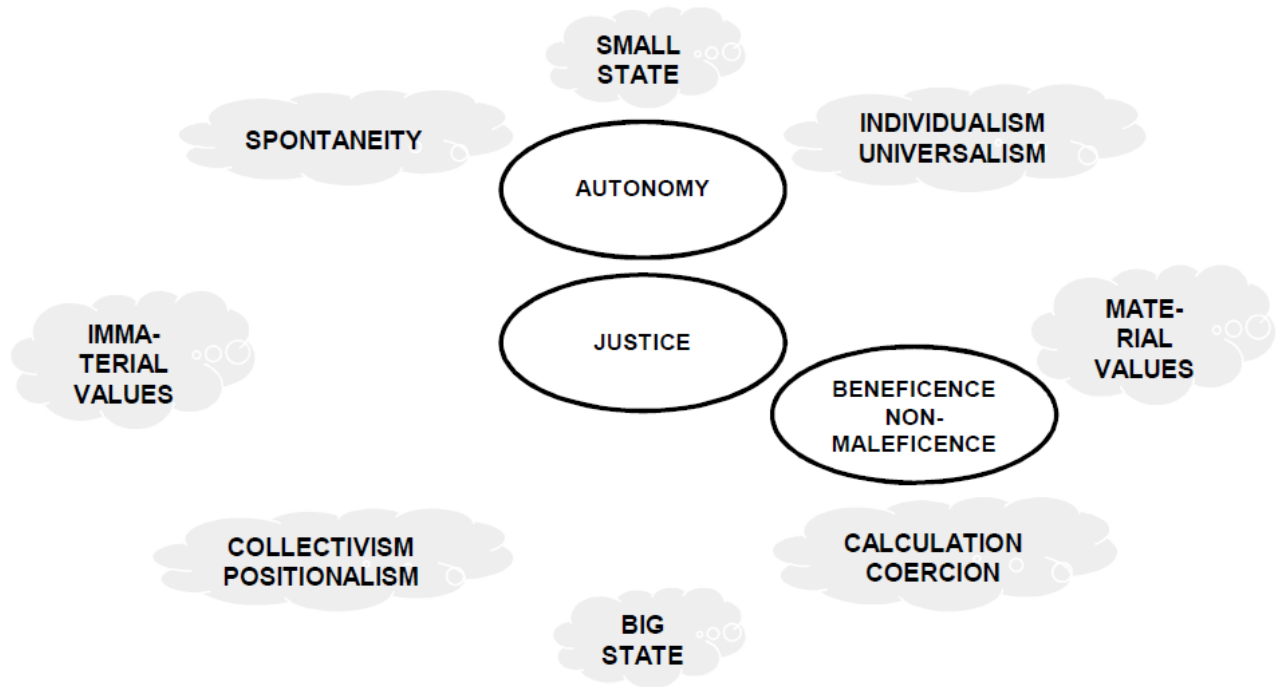 SMALL
STATE
SPONTANEITY
INDIVIDUALISM
UNIVERSALISM
AUTONOMY
IMMA-
TERIAL
VALUES
JUSTICE
MATE-
RIAL
VALUES
BENEFICENCE
NON-
MALEFICENCE
COLLECTIVISM
POSITIONALISM
CALCULATION
COERCION
BIG
STATE